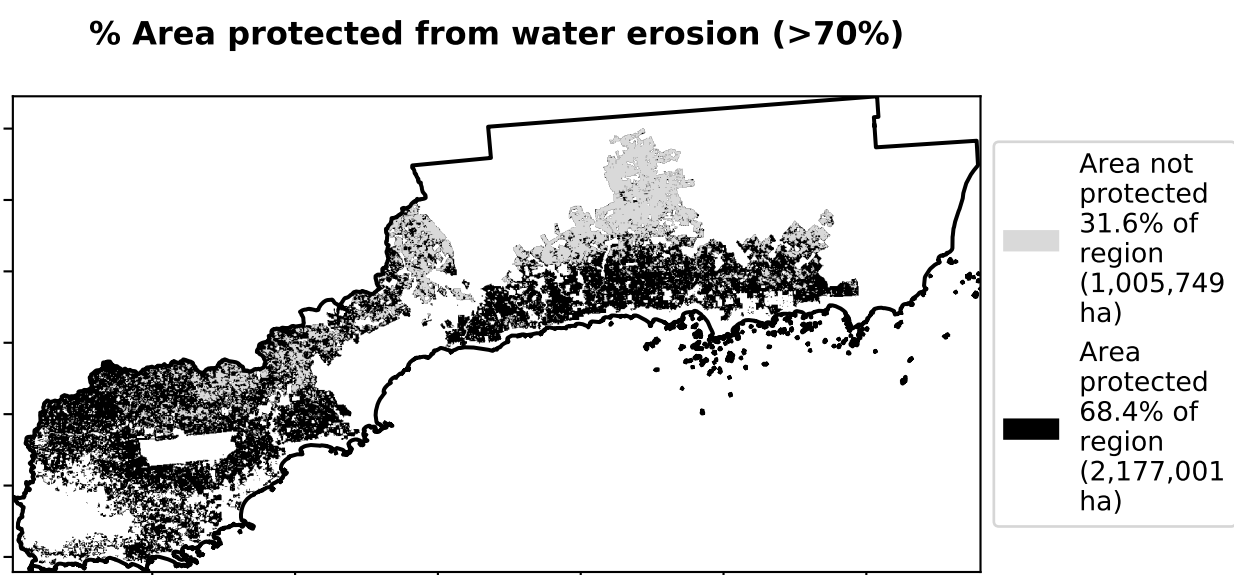 % Area protected from water erosion (>70%)
Area not
protected
31.6% of
region
(1,005,749
ha)
Area
protected
68.4% of
region
(2,177,001
ha)